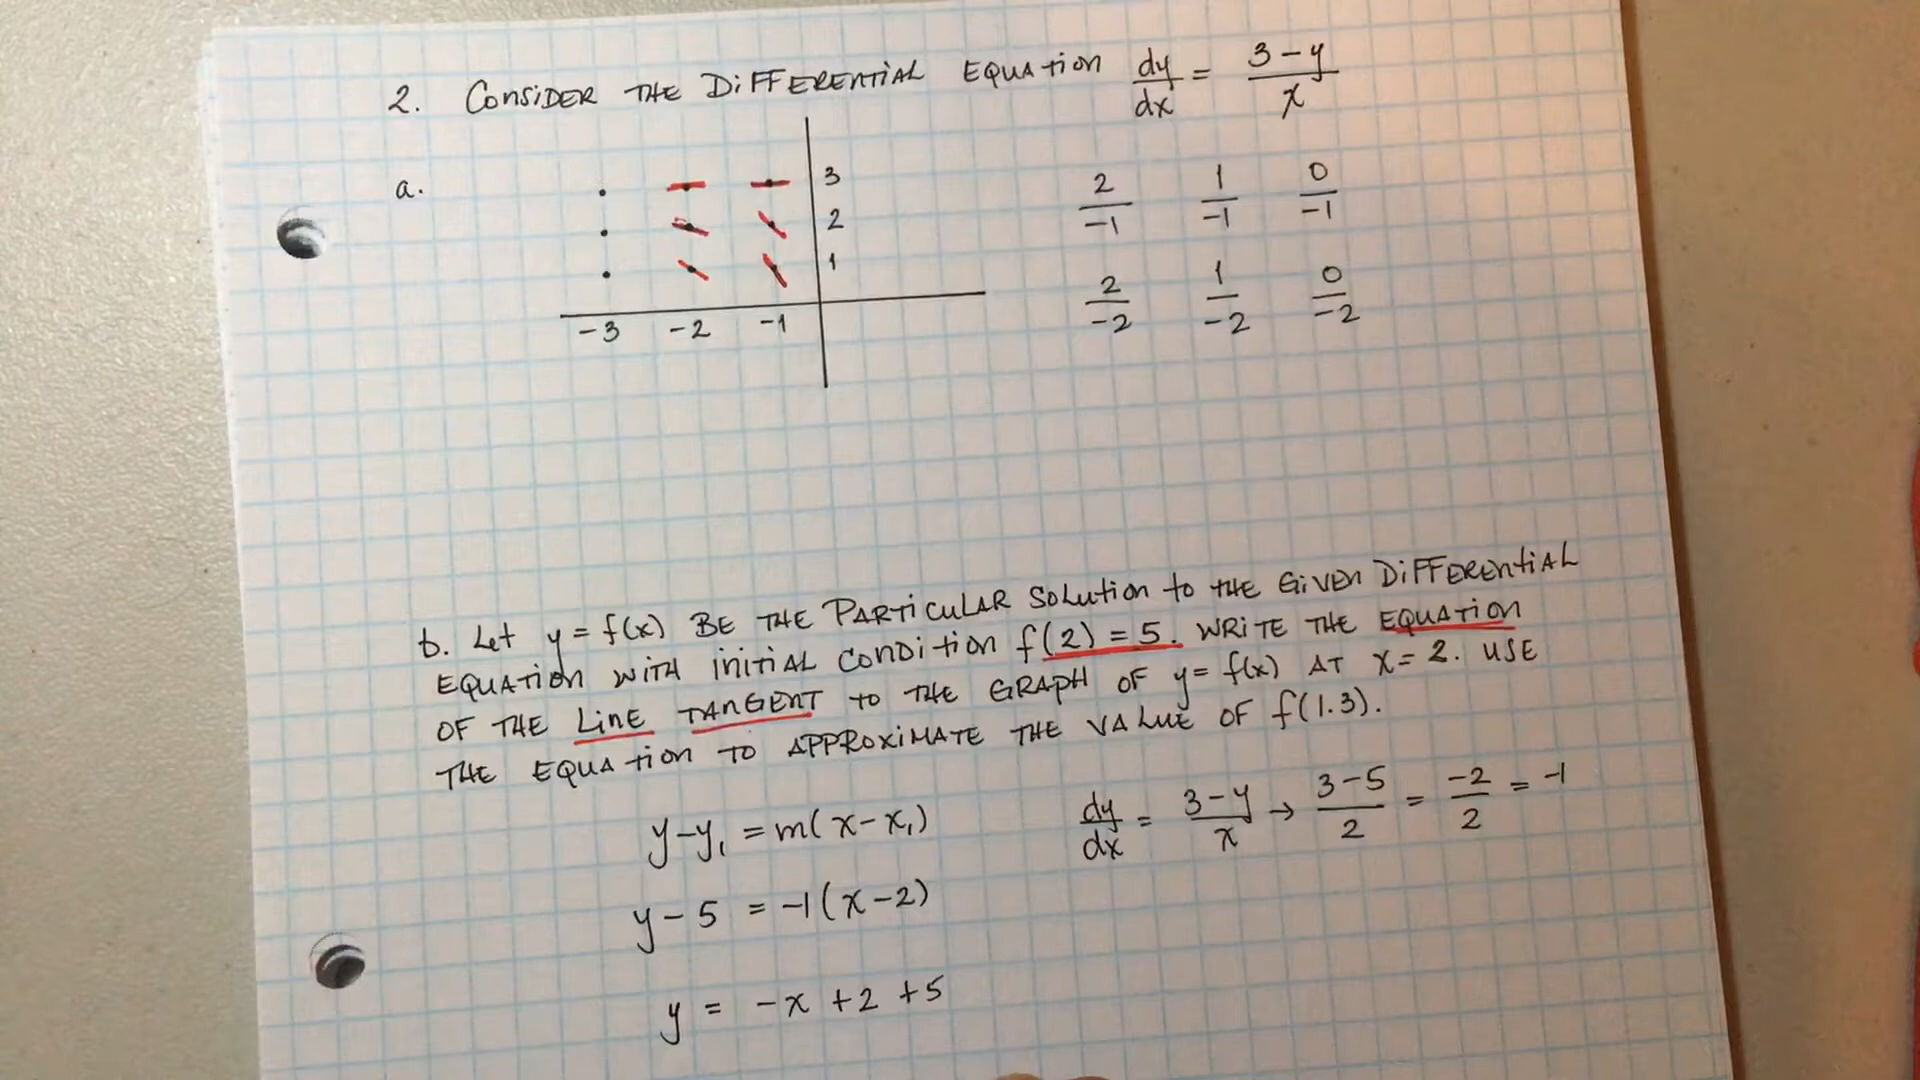 2. CONSIDER THE DIFFERENTIAL EQUATION dy/dx = (3-y)/x
a.
3
2
1
-3 -2 -1
2/-1 1/-1 0/-1
2/-2 1/-2 0/-2
b. Let y = f(x) BE THE PARTICULAR SOLUTION to THE GIVEN DIFFERENTIAL
EQUATION WITH INITIAL CONDITION f(2) = 5. WRITE THE EQUATION
OF THE LINE TANGENT TO THE GRAPH OF y = f(x) AT x = 2. USE
THE EQUATION TO APPROXIMATE THE VALUE OF f(1.3).
y-y₁ = m(x-x₁)
dy/dx = (3-y)/x → (3-5)/2 = -2/2 = -1
y-5 = -1(x-2)
y = -x+2+5